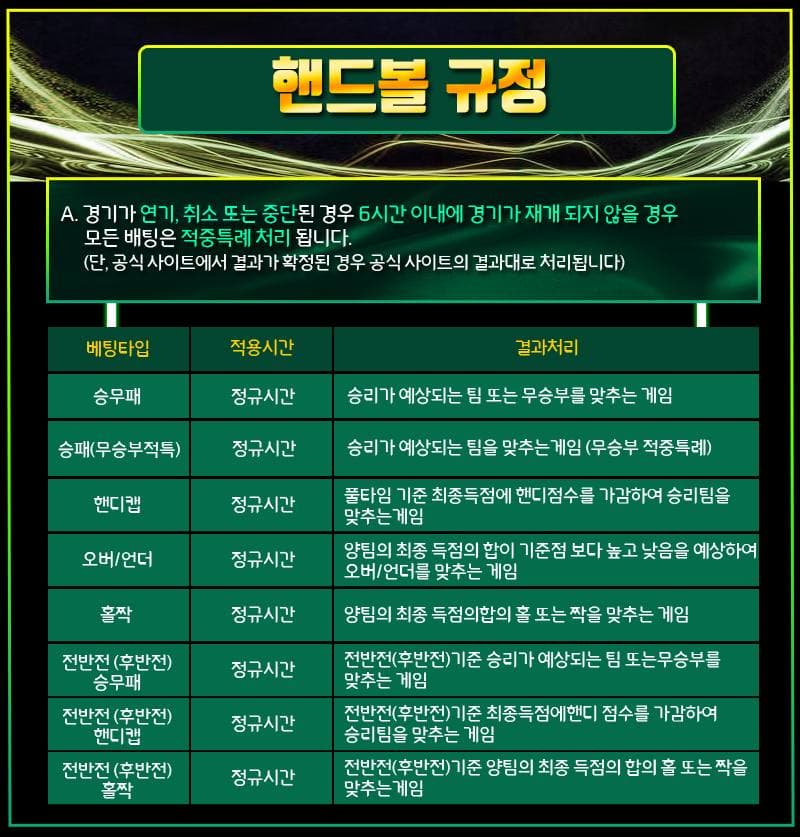 핸드볼 규정
A. 경기가 연기, 취소 또는 중단된 경우 6시간 이내에 경기가 재개 되지 않을 경우
모든 배팅은 적중특례 처리 됩니다.
(단, 공식 사이트에서 결과가 확정된 경우 공식 사이트의 결과대로 처리됩니다)
베팅타입 적용시간 결과처리
승무패 정규시간 승리가 예상되는 팀 또는 무승부를 맞추는 게임
승패(무승부적특) 정규시간 승리가 예상되는 팀을 맞추는게임 (무승부 적중특례)
핸디캡 정규시간 풀타임 기준 최종득점에 핸디점수를 가감하여 승리팀을
맞추는게임
오버/언더 정규시간 양팀의 최종 득점의 합이 기준점 보다 높고 낮음을 예상하여
오버/언더를 맞추는 게임
홀짝 정규시간 양팀의 최종 득점의합의 홀 또는 짝을 맞추는 게임
전반전 (후반전) 정규시간 전반전(후반전)기준 승리가 예상되는 팀 또는무승부를
승무패 맞추는 게임
전반전 (후반전) 정규시간 전반전(후반전)기준 최종득점에핸디 점수를 가감하여
핸디캡 승리팀을 맞추는 게임
전반전 (후반전) 정규시간 전반전(후반전)기준 양팀의 최종 득점의 합의 홀 또는 짝을
홀짝 맞추는게임